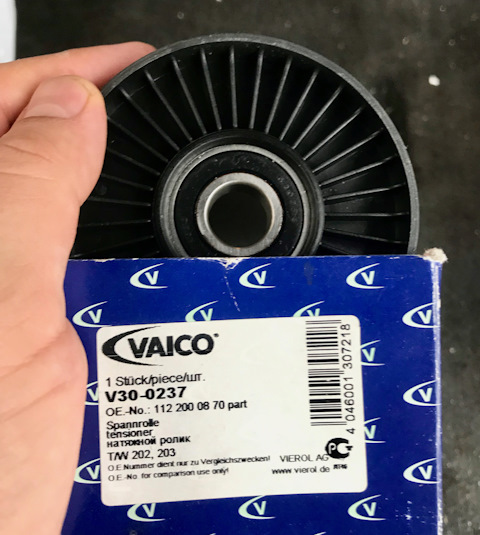 VAICO
1 Stück/piece/шт.
V30-0237
OE.-No.: 112 200 08 70 part
Spannrolle
tensioner
натяжной ролик
T/W 202, 203
O.E.Nummer dient nur zu Vergleichszwecken!
O.E.-No for comparison use only!
VIEROL AG
www.vierol.de
4 046001 307218